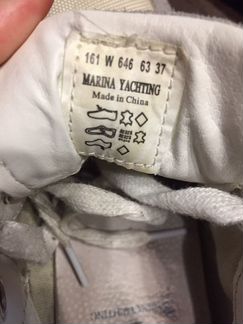 161 W 646 63 37
MARINA YACHTING
Made in China